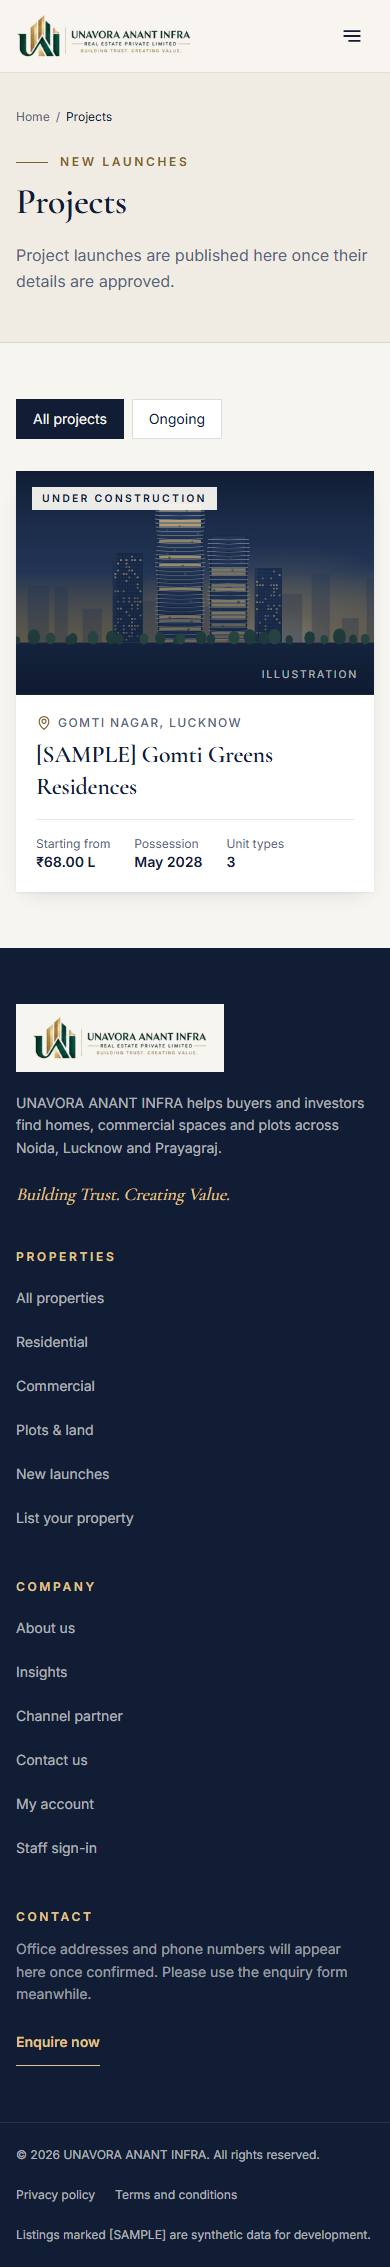 UNAVORA ANANT INFRA
REAL ESTATE PRIVATE LIMITED
BUILDING TRUST. CREATING VALUE.
Home / Projects
NEW LAUNCHES
Projects
Project launches are published here once their
details are approved.
All projects
Ongoing
UNDER CONSTRUCTION
ILLUSTRATION
GOMTI NAGAR, LUCKNOW
[SAMPLE] Gomti Greens
Residences
Starting from
₹68.00 L
Possession
May 2028
Unit types
3
UNAVORA ANANT INFRA
REAL ESTATE PRIVATE LIMITED
BUILDING TRUST. CREATING VALUE.
UNAVORA ANANT INFRA helps buyers and investors
find homes, commercial spaces and plots across
Noida, Lucknow and Prayagraj.
Building Trust. Creating Value.
PROPERTIES
All properties
Residential
Commercial
Plots & land
New launches
List your property
COMPANY
About us
Insights
Channel partner
Contact us
My account
Staff sign-in
CONTACT
Office addresses and phone numbers will appear
here once confirmed. Please use the enquiry form
meanwhile.
Enquire now
© 2026 UNAVORA ANANT INFRA. All rights reserved.
Privacy policy Terms and conditions
Listings marked [SAMPLE] are synthetic data for development.